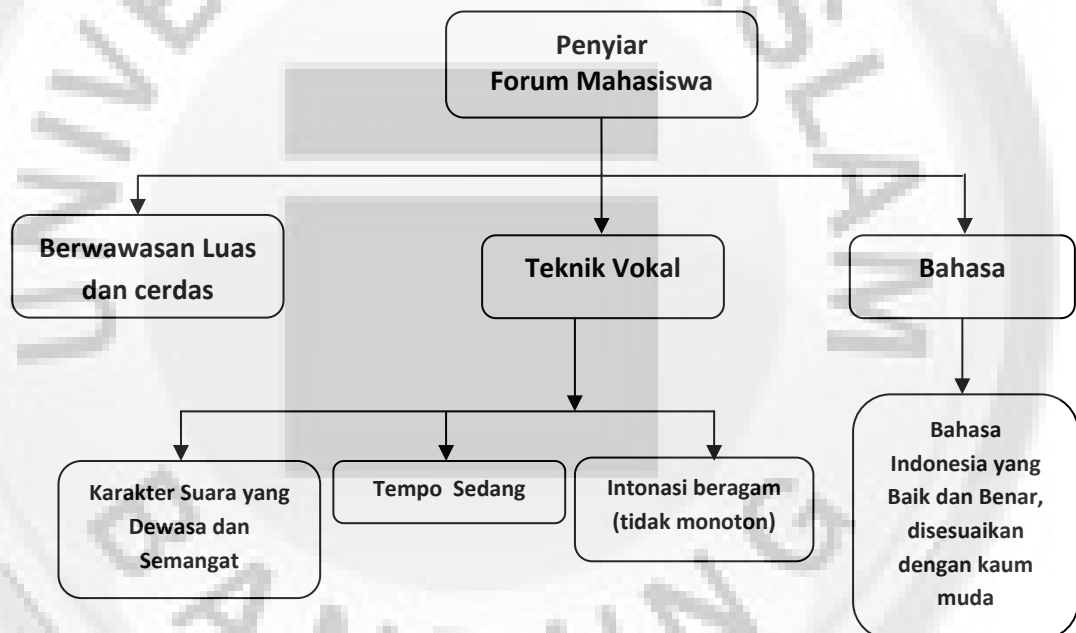 Penyiar
Forum Mahasiswa
Berwawasan Luas
dan cerdas
Teknik Vokal
Bahasa
Karakter Suara yang
Dewasa dan
Semangat
Tempo Sedang
Intonasi beragam
(tidak monoton)
Bahasa
Indonesia yang
Baik dan Benar,
disesuaikan
dengan kaum
muda